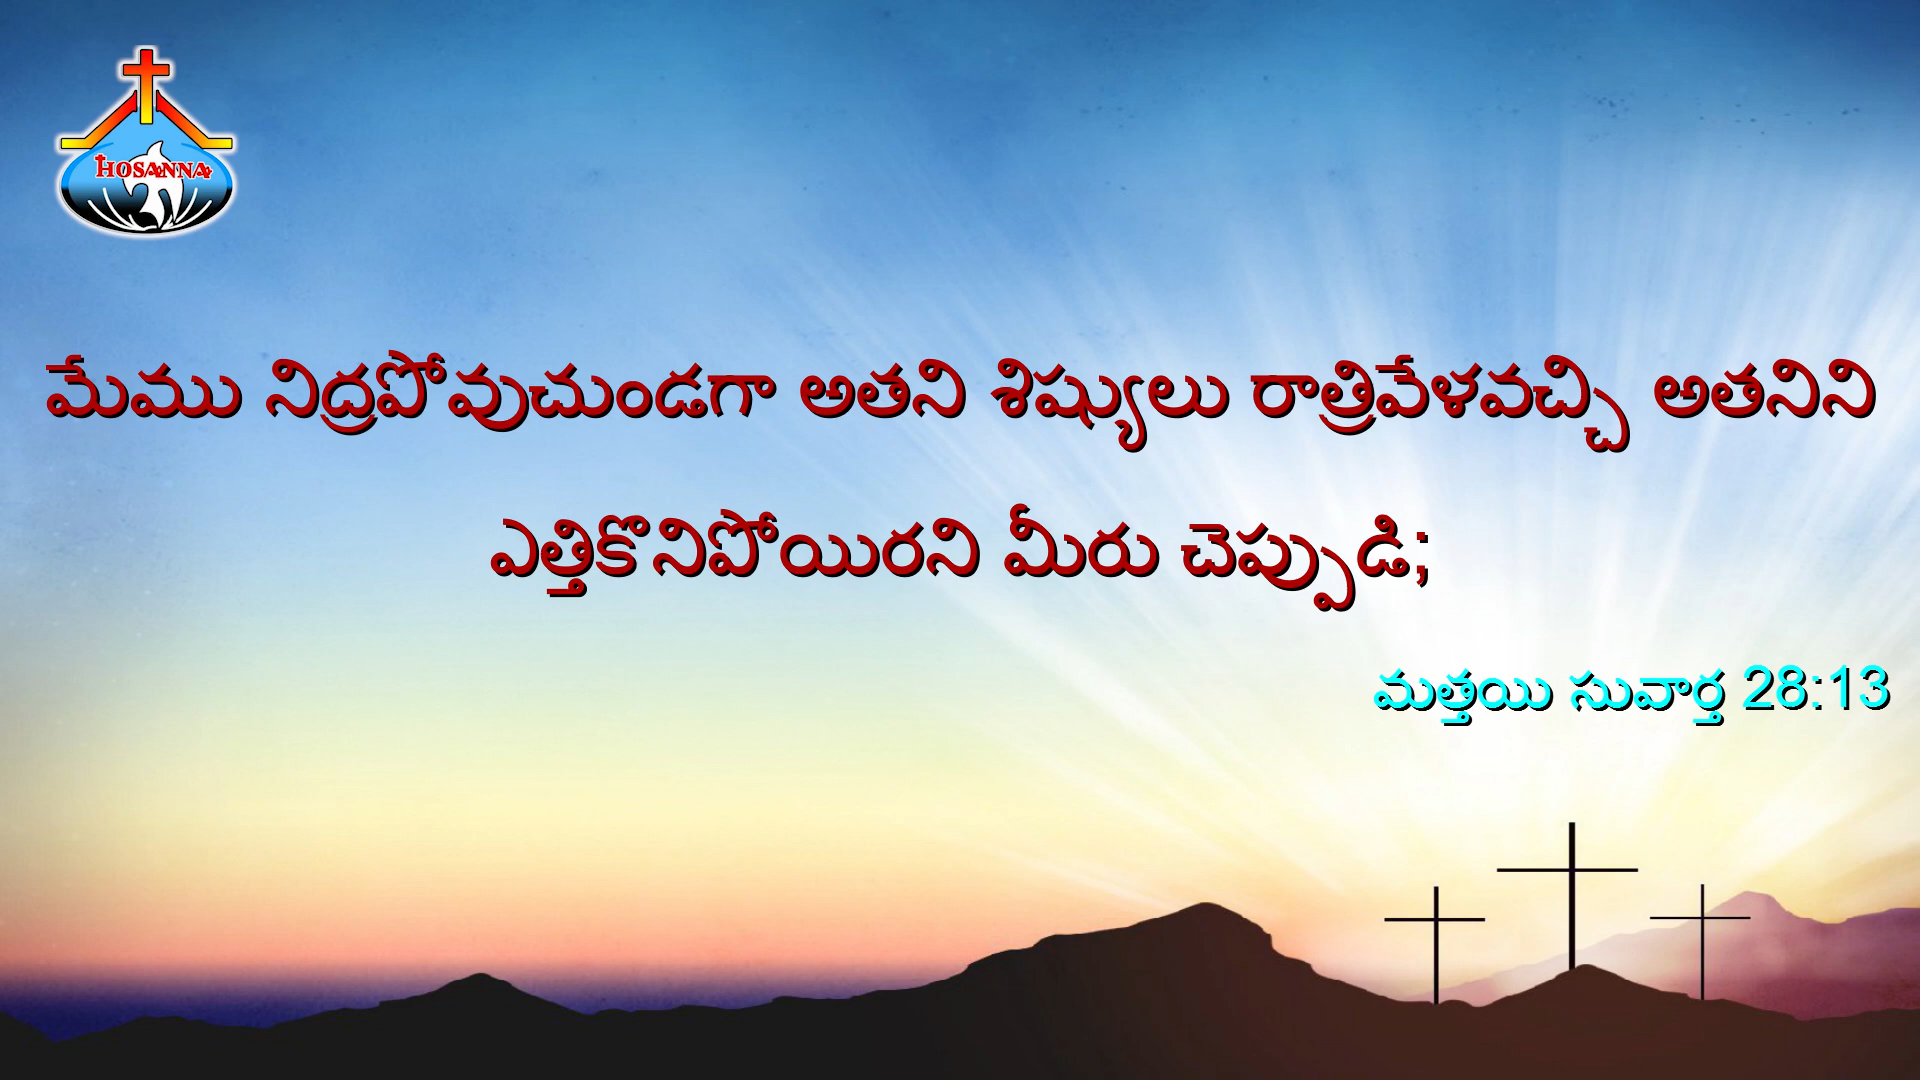 HOSANNA
మేము నిద్రపోవుచుండగా అతని శిష్యులు రాత్రివేళవచ్చి అతనిని
ఎత్తికొనిపోయిరని మీరు చెప్పుడి;
మత్తయి సువార్త 28:13